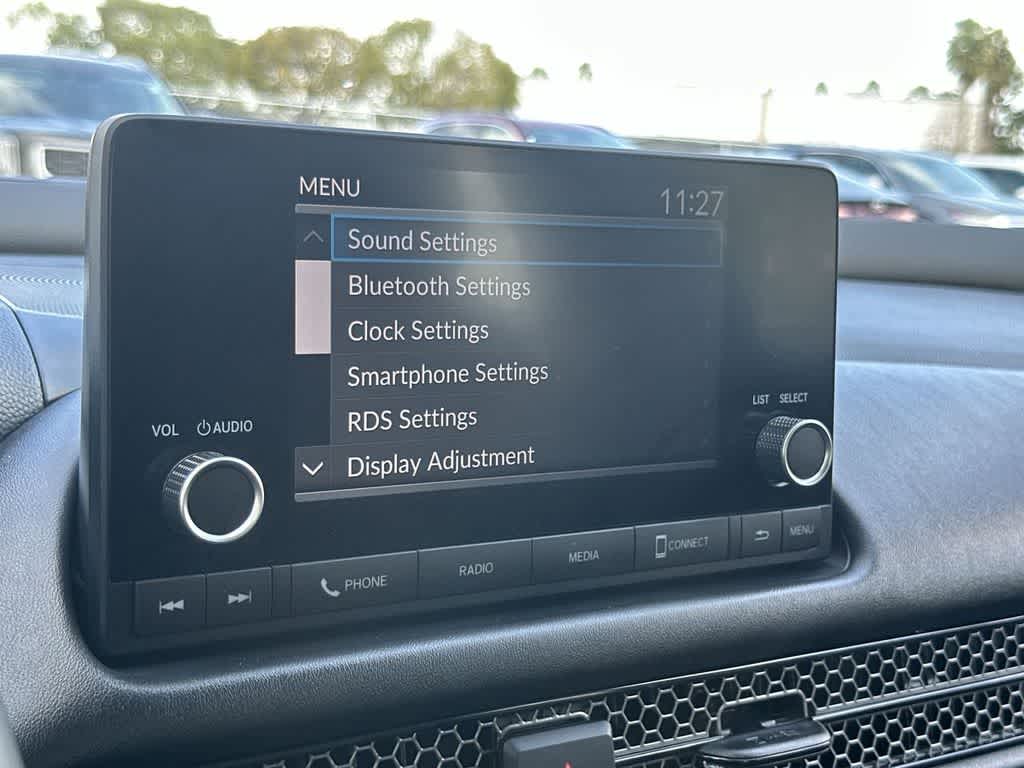 MENU 11:27
Sound Settings
Bluetooth Settings
Clock Settings
Smartphone Settings
RDS Settings
Display Adjustment
VOL AUDIO
LIST SELECT
PHONE RADIO MEDIA CONNECT MENU